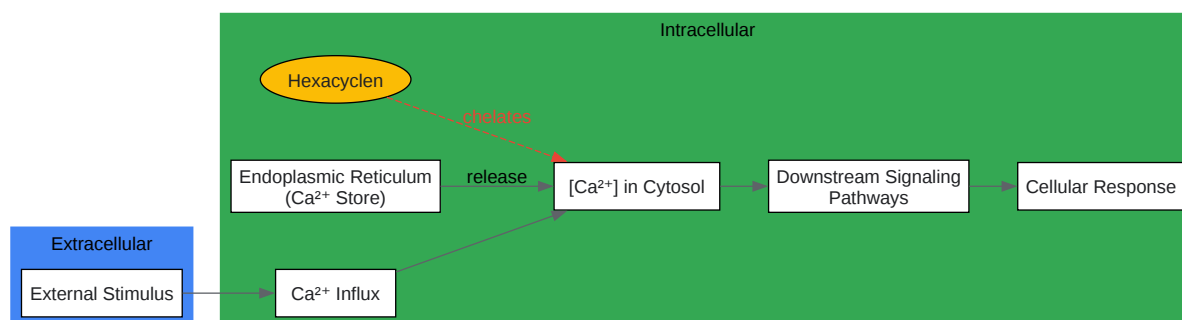 Intracellular
Hexacyclen
chelates
Endoplasmic Reticulum
(Ca²⁺ Store)
release
[Ca²⁺] in Cytosol
Downstream Signaling
Pathways
Cellular Response
Extracellular
External Stimulus
Ca²⁺ Influx